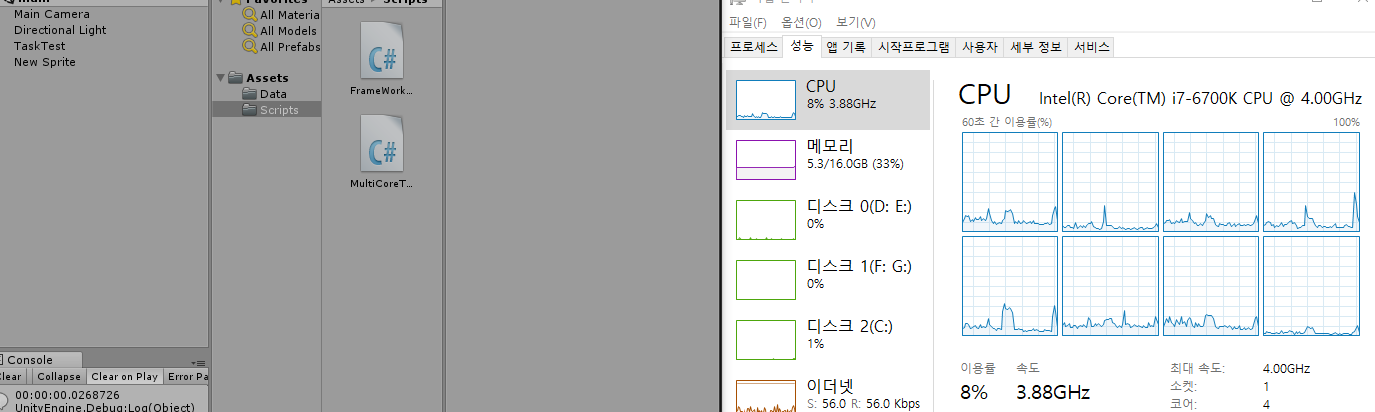 Main Camera
Directional Light
TaskTest
New Sprite
Console
Clear Collapse Clear on Play Error Pa
00:00:00.0268726
UnityEngine.Debug:Log(Object)
Favorites
All Materia
All Models
All Prefabs
Assets
Data
Scripts
Assets Scripts
C#
FrameWork...
C#
MultiCoreT...
파일(F) 옵션(O) 보기(V)
프로세스 성능 앱 기록 시작프로그램 사용자 세부 정보 서비스
CPU
8% 3.88GHz
메모리
5.3/16.0GB (33%)
디스크 0(D: E:)
0%
디스크 1(F: G:)
0%
디스크 2(C:)
1%
이더넷
S: 56.0 R: 56.0 Kbps
CPU Intel(R) Core(TM) i7-6700K CPU @ 4.00GHz
60초 간 이용률(%) 100%
이용률 속도 최대 속도: 4.00GHz
8% 3.88GHz 소켓: 1
코어: 4